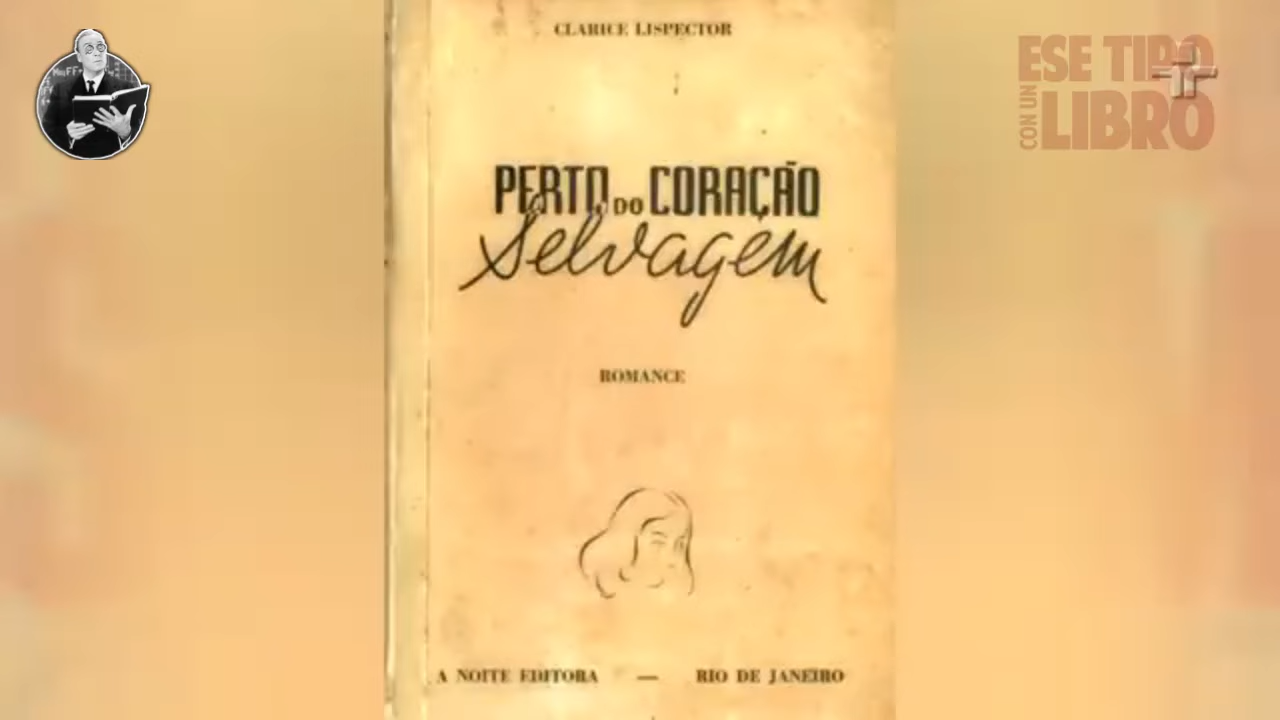 CLARICE LISPECTOR
ESE TIPO
CON UN
LIBRO
PERTO DO CORAÇÃO
Selvagem
ROMANCE
A NOITE EDITORA — RIO DE JANEIRO